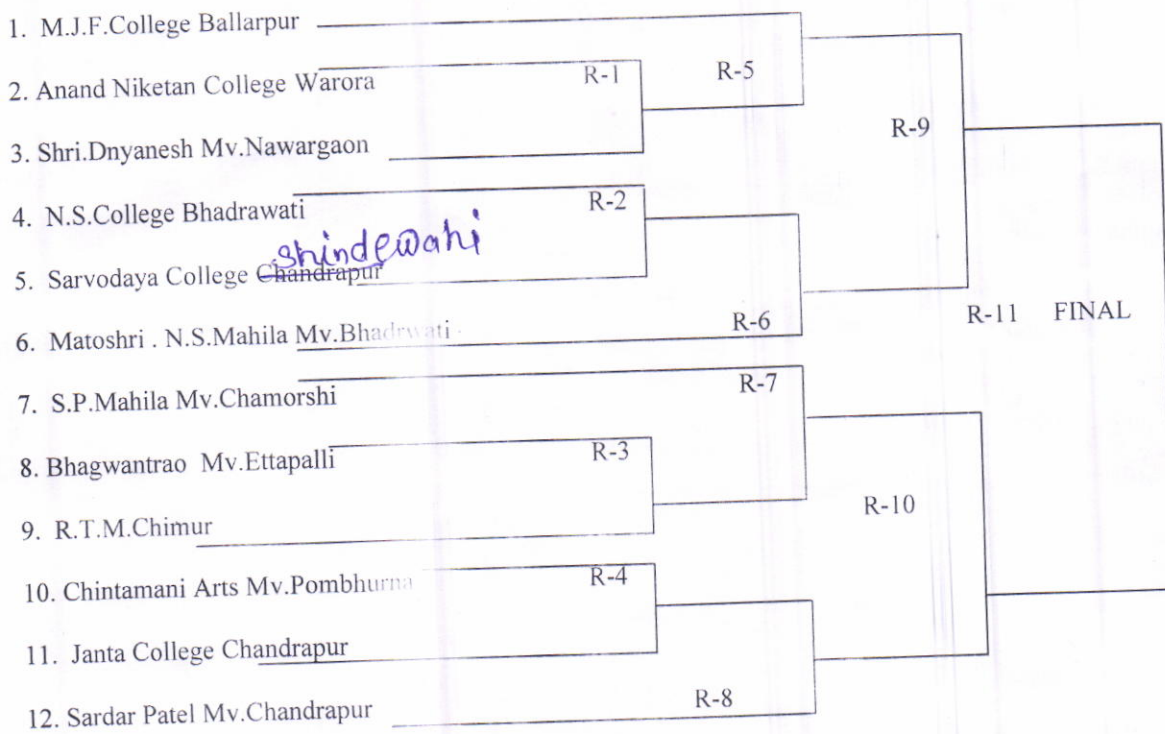 1. M.J.F.College Ballarpur
R-1
R-5
2. Anand Niketan College Warora
R-9
3. Shri.Dnyanesh Mv.Nawargaon
4. N.S.College Bhadrawati
R-2
shindewahi
5. Sarvodaya College Chandrapur
R-11 FINAL
6. Matoshri . N.S.Mahila Mv.Bhadrwati
R-6
7. S.P.Mahila Mv.Chamorshi
R-7
8. Bhagwantrao Mv.Ettapalli
R-3
R-10
9. R.T.M.Chimur
10. Chintamani Arts Mv.Pombhurna
R-4
11. Janta College Chandrapur
12. Sardar Patel Mv.Chandrapur
R-8